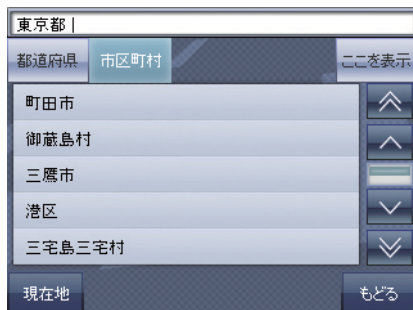 東京都
都道府県 市区町村 ここを表示
町田市
御蔵島村
三鷹市
港区
三宅島三宅村
現在地 もどる